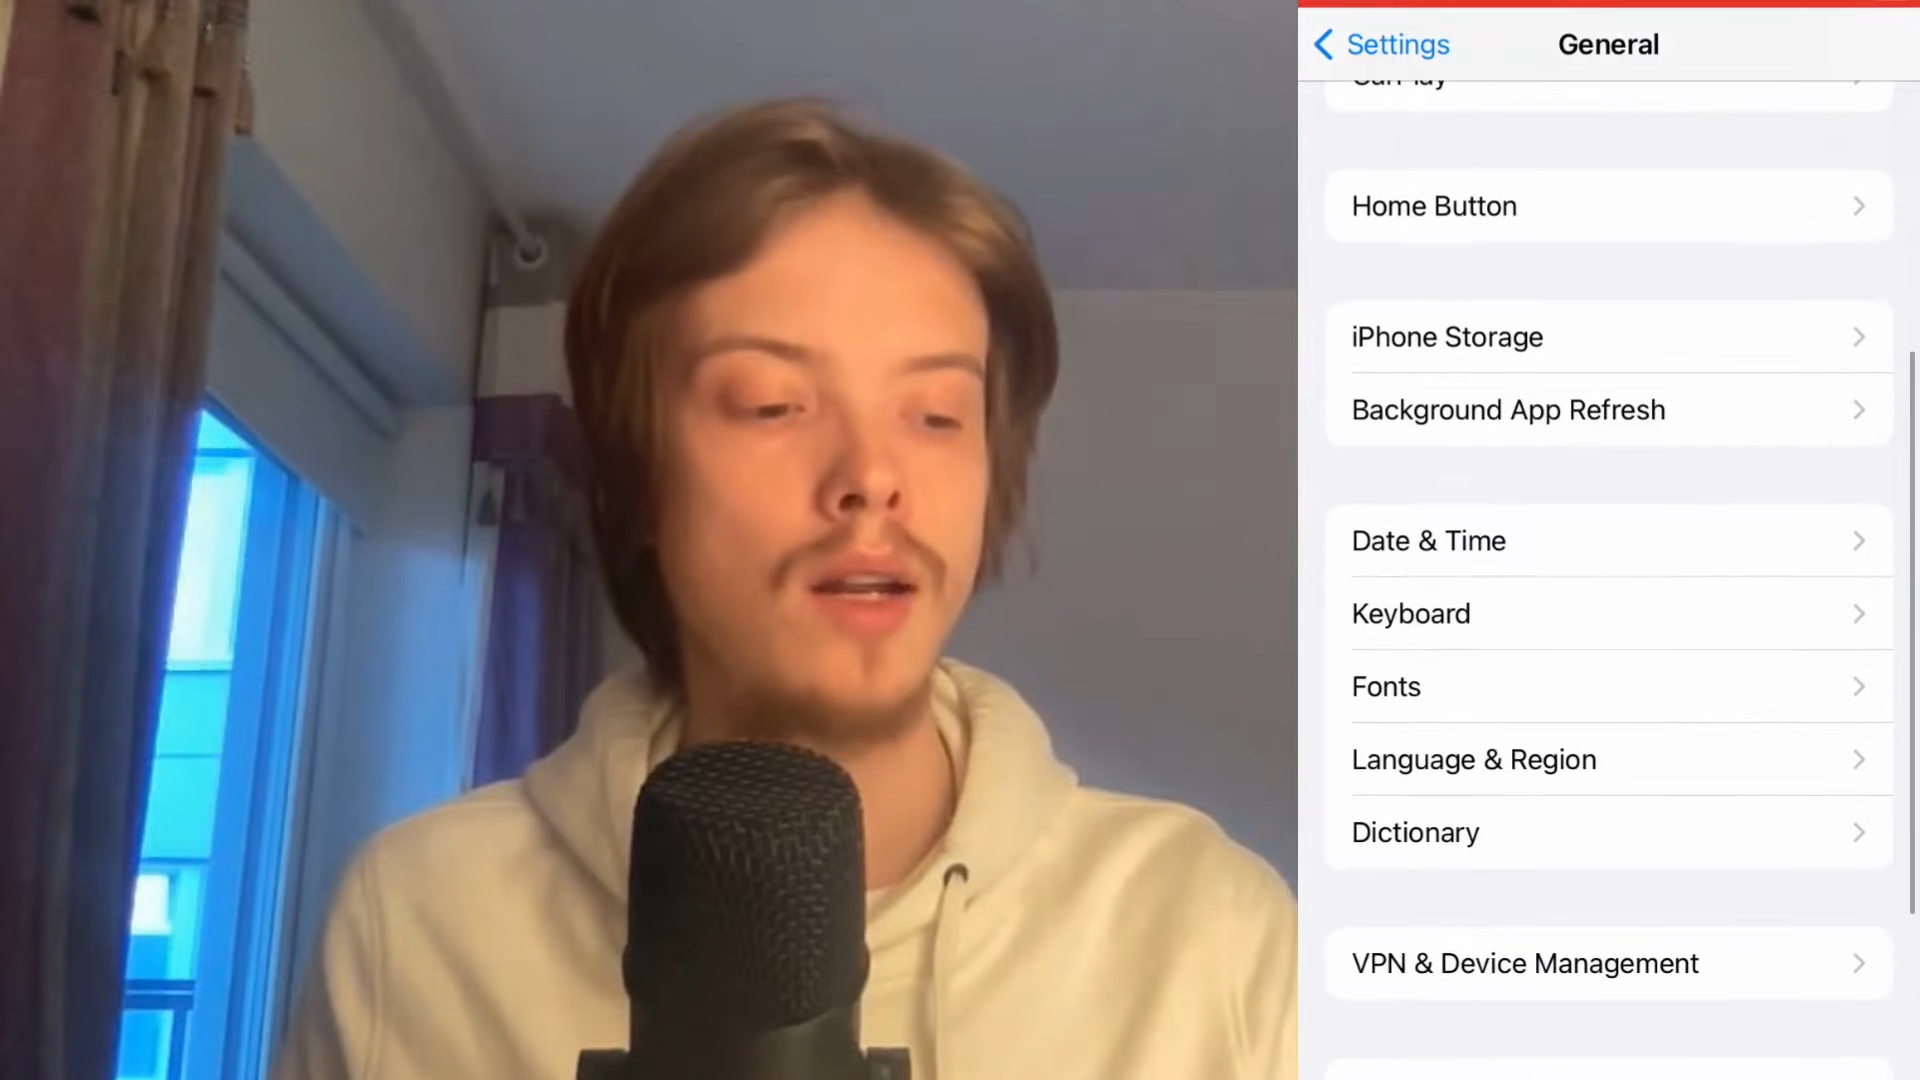 Settings
General
CarPlay
Home Button
iPhone Storage
Background App Refresh
Date & Time
Keyboard
Fonts
Language & Region
Dictionary
VPN & Device Management